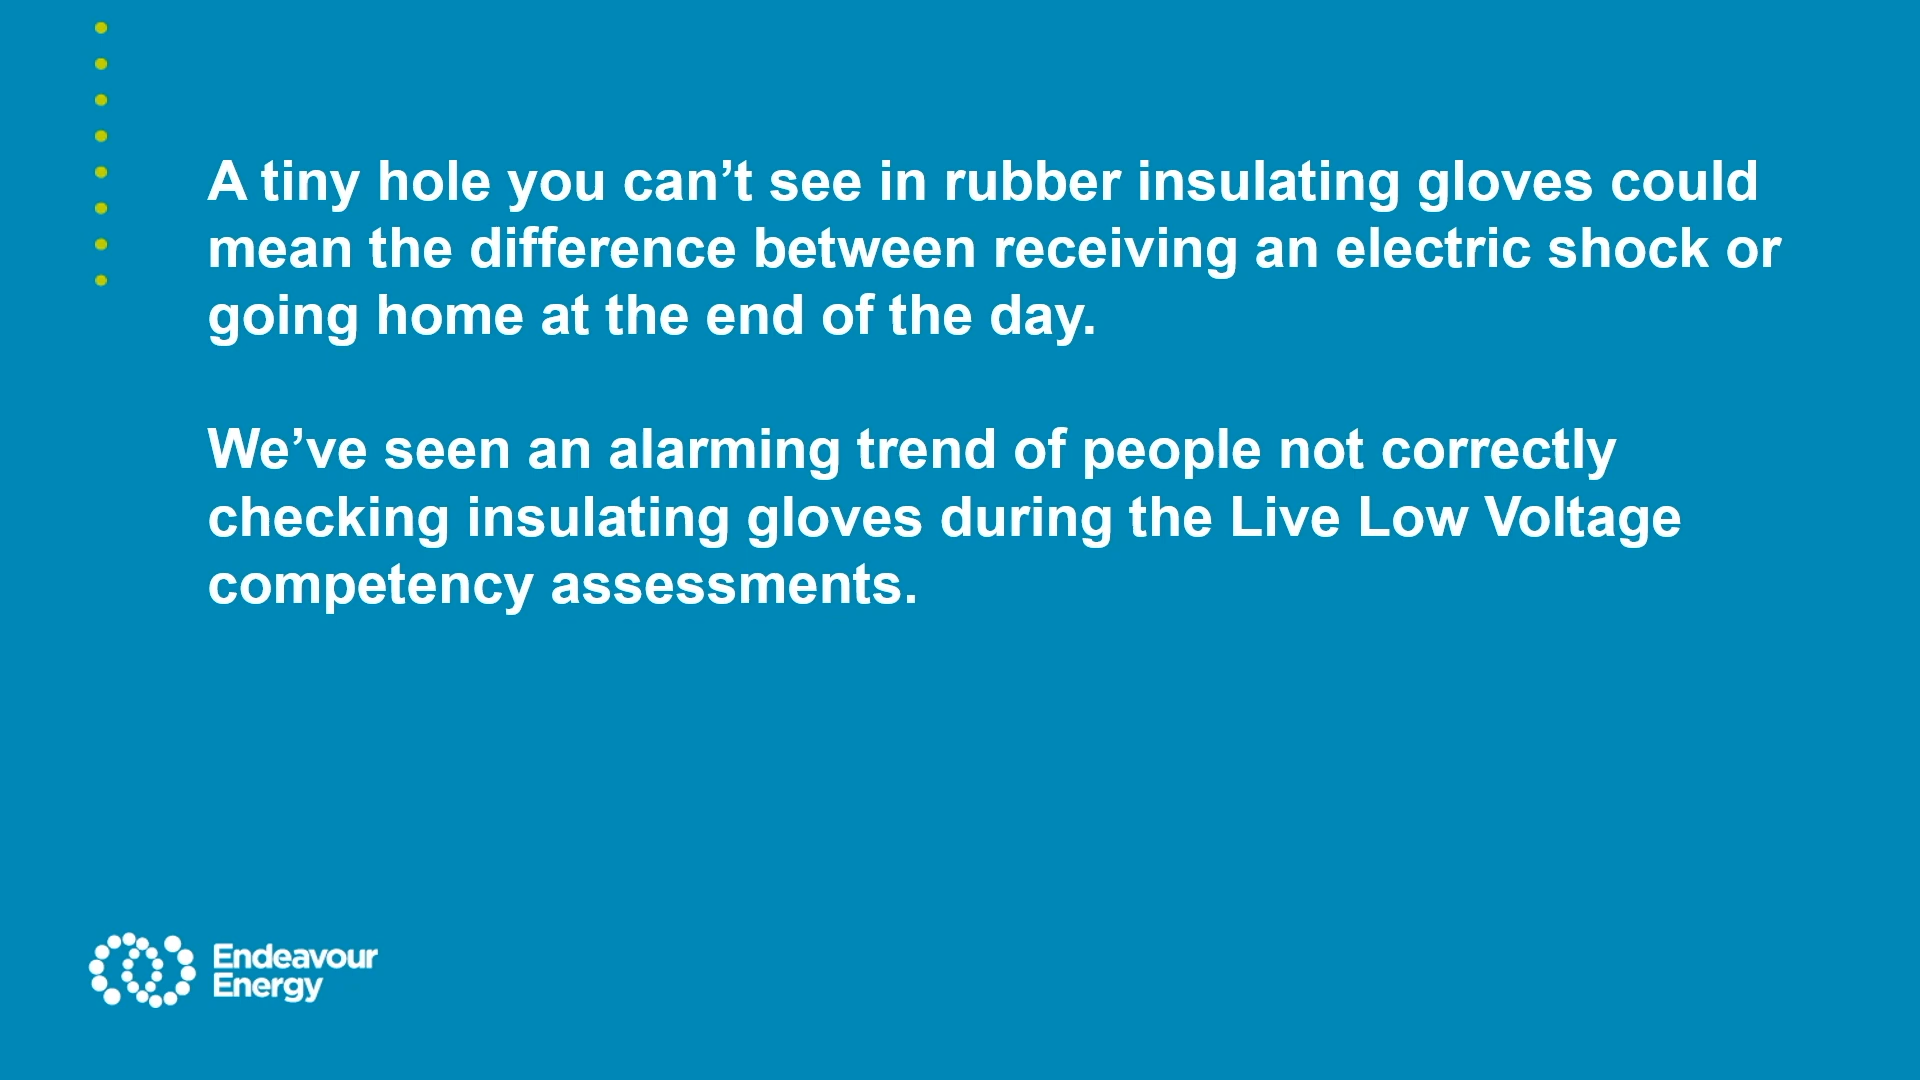 A tiny hole you can’t see in rubber insulating gloves could
mean the difference between receiving an electric shock or
going home at the end of the day.
We’ve seen an alarming trend of people not correctly
checking insulating gloves during the Live Low Voltage
competency assessments.
Endeavour
Energy